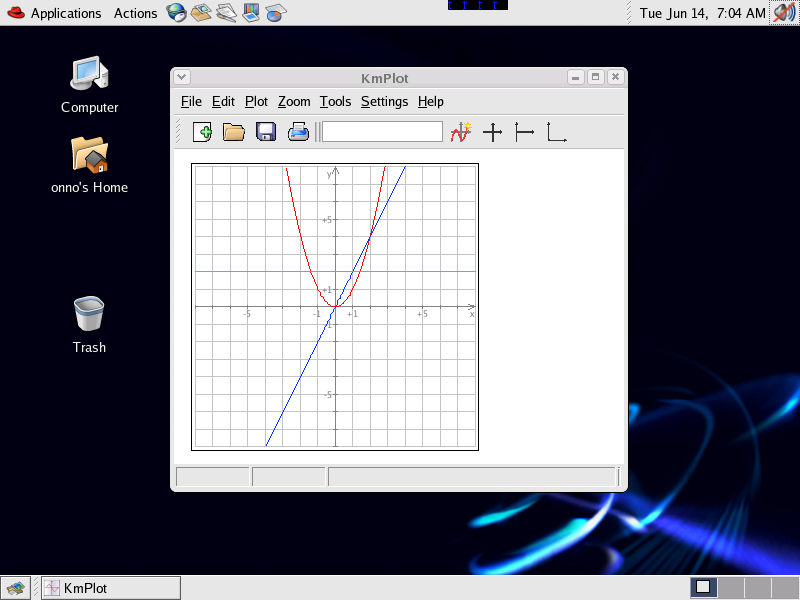 Applications Actions Tue Jun 14, 7:04 AM
Computer
onno's Home
Trash
KmPlot
File Edit Plot Zoom Tools Settings Help
y
+5
+1
-5 -1 +1 +5 x
-1
-5
KmPlot